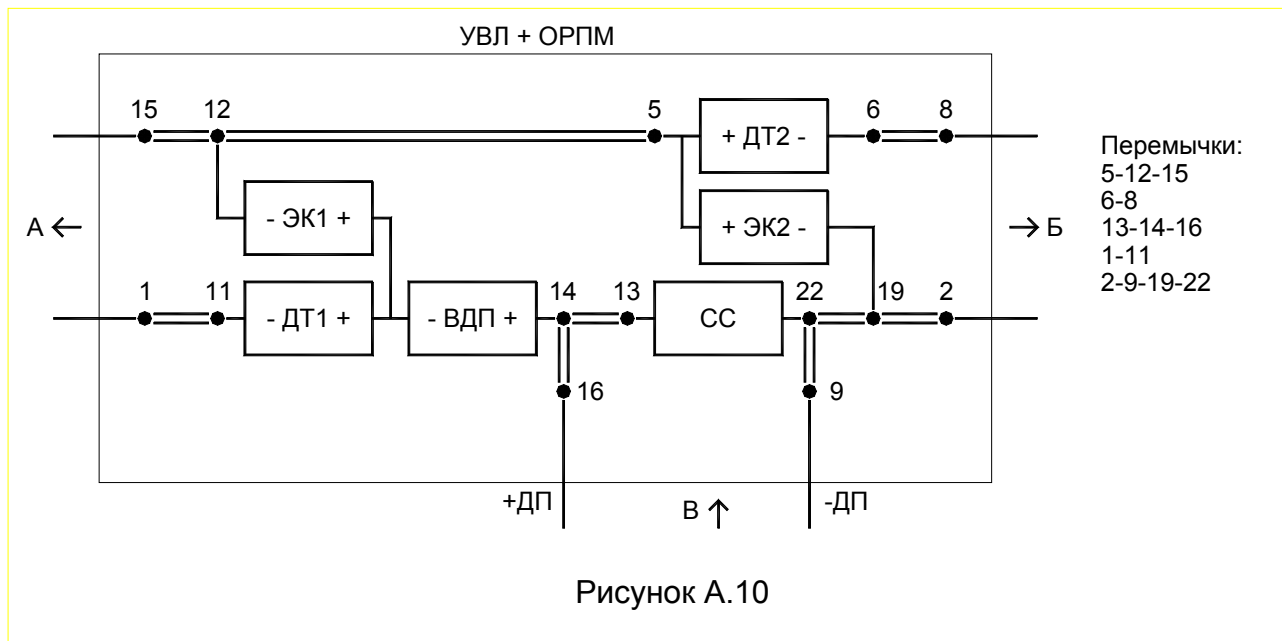 УВЛ + ОРПМ
15 12 5 6 8
+ ДТ2 -
- ЭК1 +
+ ЭК2 -
А ← → Б
1 11 14 13 22 19 2
- ДТ1 +
- ВДП +
СС
16 9
+ДП В ↑ -ДП
Перемычки:
5-12-15
6-8
13-14-16
1-11
2-9-19-22
Рисунок А.10